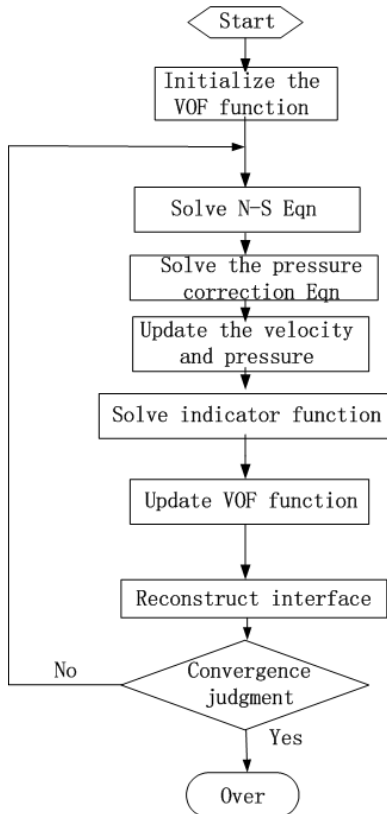 Start
Initialize the
VOF function
Solve N-S Eqn
Solve the pressure
correction Eqn
Update the velocity
and pressure
Solve indicator function
Update VOF function
Reconstruct interface
No
Convergence
judgment
Yes
Over